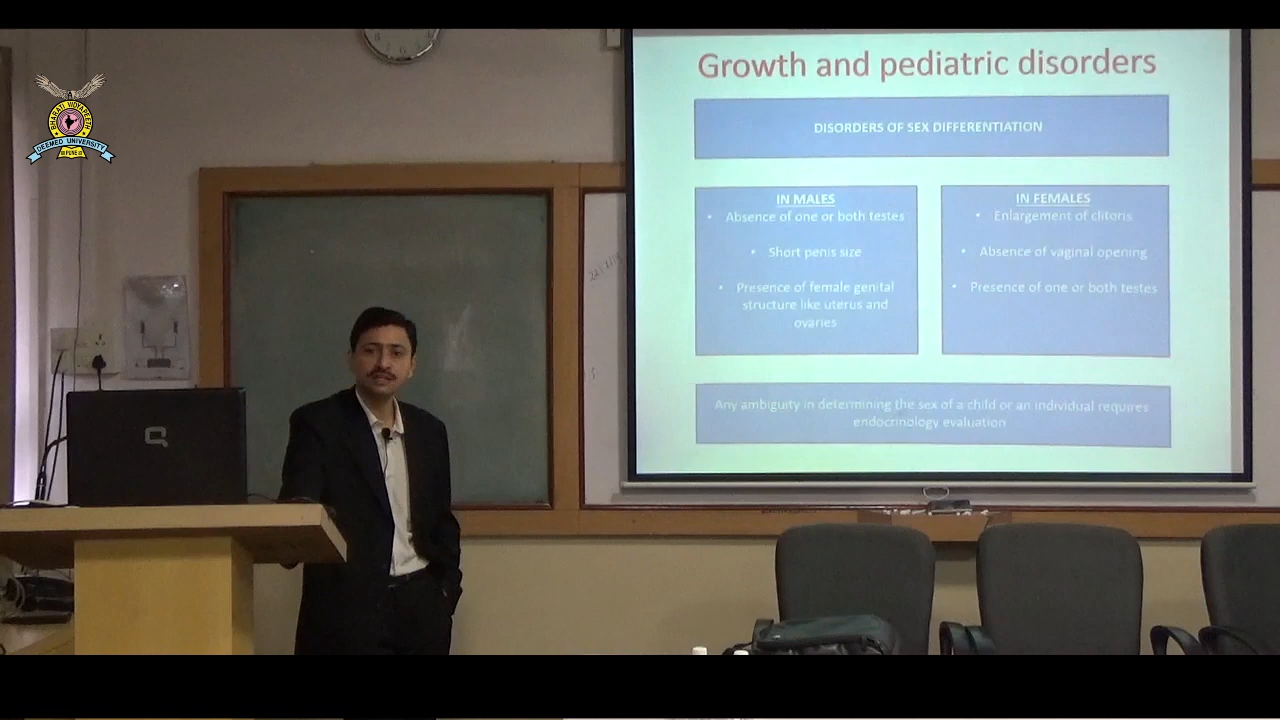 BHARATI VIDYAPEETH
DEEMED UNIVERSITY
Growth and pediatric disorders
DISORDERS OF SEX DIFFERENTIATION
IN MALES
• Absence of one or both testes
• Short penis size
• Presence of female genital
structure like uterus and
ovaries
IN FEMALES
• Enlargement of clitoris
• Absence of vaginal opening
• Presence of one or both testes
Any ambiguity in determining the sex of a child or an individual requires
endocrinology evaluation